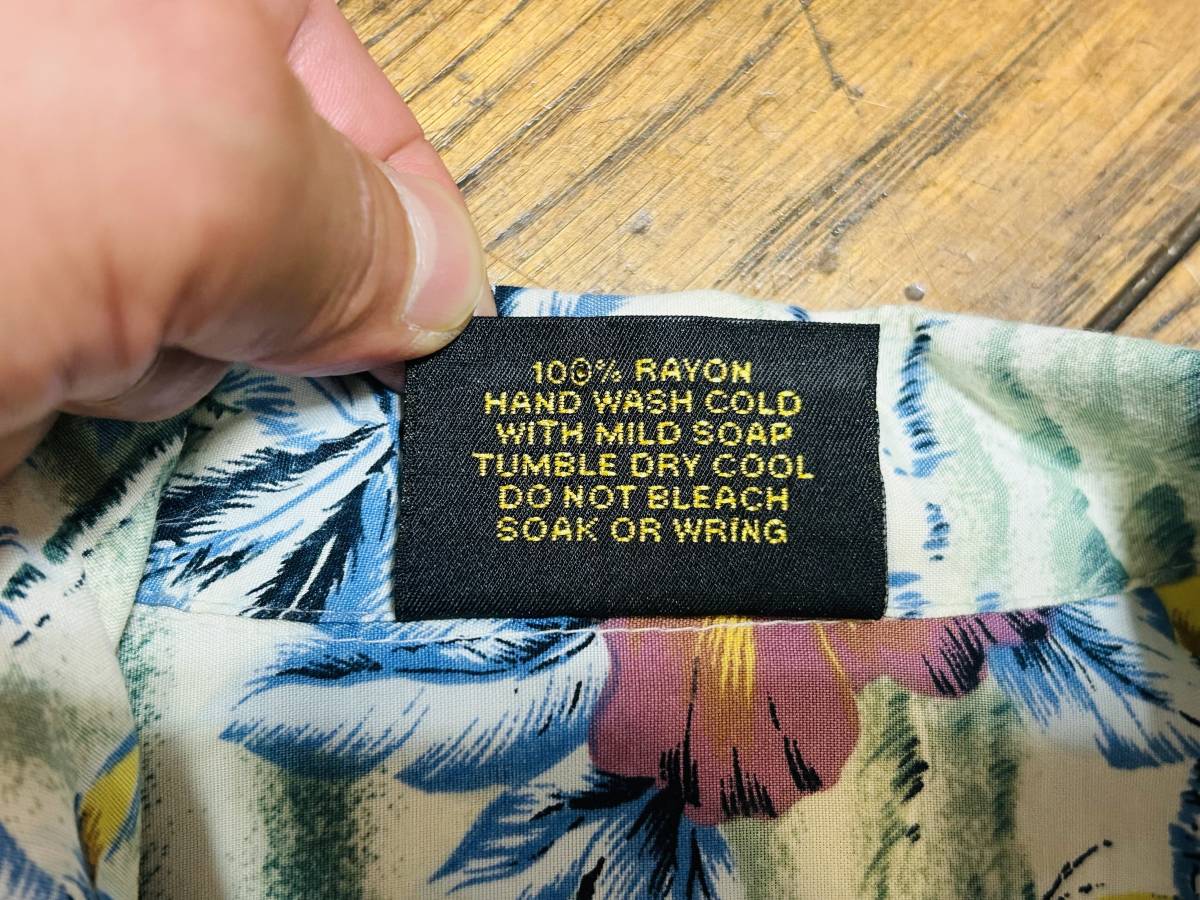 100% RAYON
HAND WASH COLD
WITH MILD SOAP
TUMBLE DRY COOL
DO NOT BLEACH
SOAK OR WRING